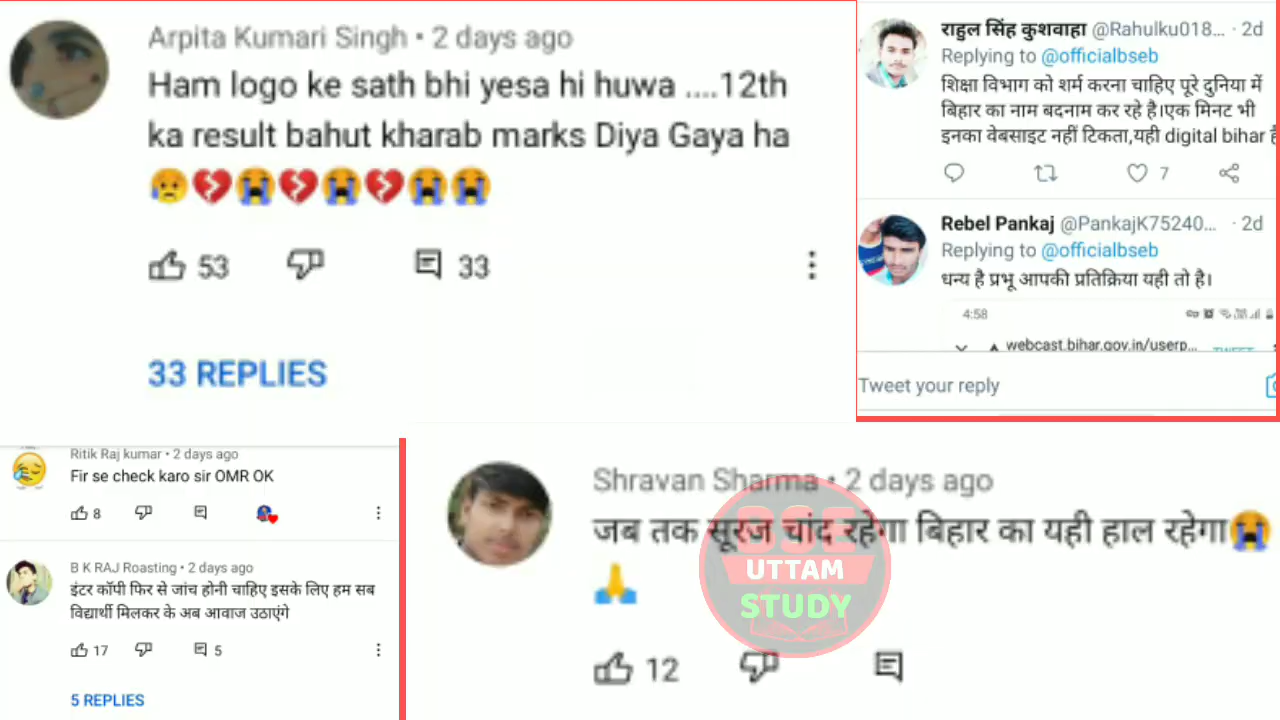 Arpita Kumari Singh • 2 days ago
Ham logo ke sath bhi yesa hi huwa ....12th
ka result bahut kharab marks Diya Gaya ha
😥💔😭💔😭💔😭😭
53 33
33 REPLIES
राहुल सिंह कुशवाहा @Rahulku018... · 2d
Replying to @officialbseb
शिक्षा विभाग को शर्म करना चाहिए पूरे दुनिया में
बिहार का नाम बदनाम कर रहे है।एक मिनट भी
इनका वेबसाइट नहीं टिकता,यही digital bihar है
7
Rebel Pankaj @PankajK75240... · 2d
Replying to @officialbseb
धन्य है प्रभू आपकी प्रतिक्रिया यही तो है।
4:58
webcast.bihar.gov.in/userp...
TWEET
Tweet your reply
Ritik Raj kumar • 2 days ago
Fir se check karo sir OMR OK
8
B K RAJ Roasting • 2 days ago
इंटर कॉपी फिर से जांच होनी चाहिए इसके लिए हम सब
विद्यार्थी मिलकर के अब आवाज उठाएंगे
17 5
5 REPLIES
Shravan Sharma • 2 days ago
जब तक सूरज चांद रहेगा बिहार का यही हाल रहेगा😭
🙏
12
BSE
UTTAM
STUDY